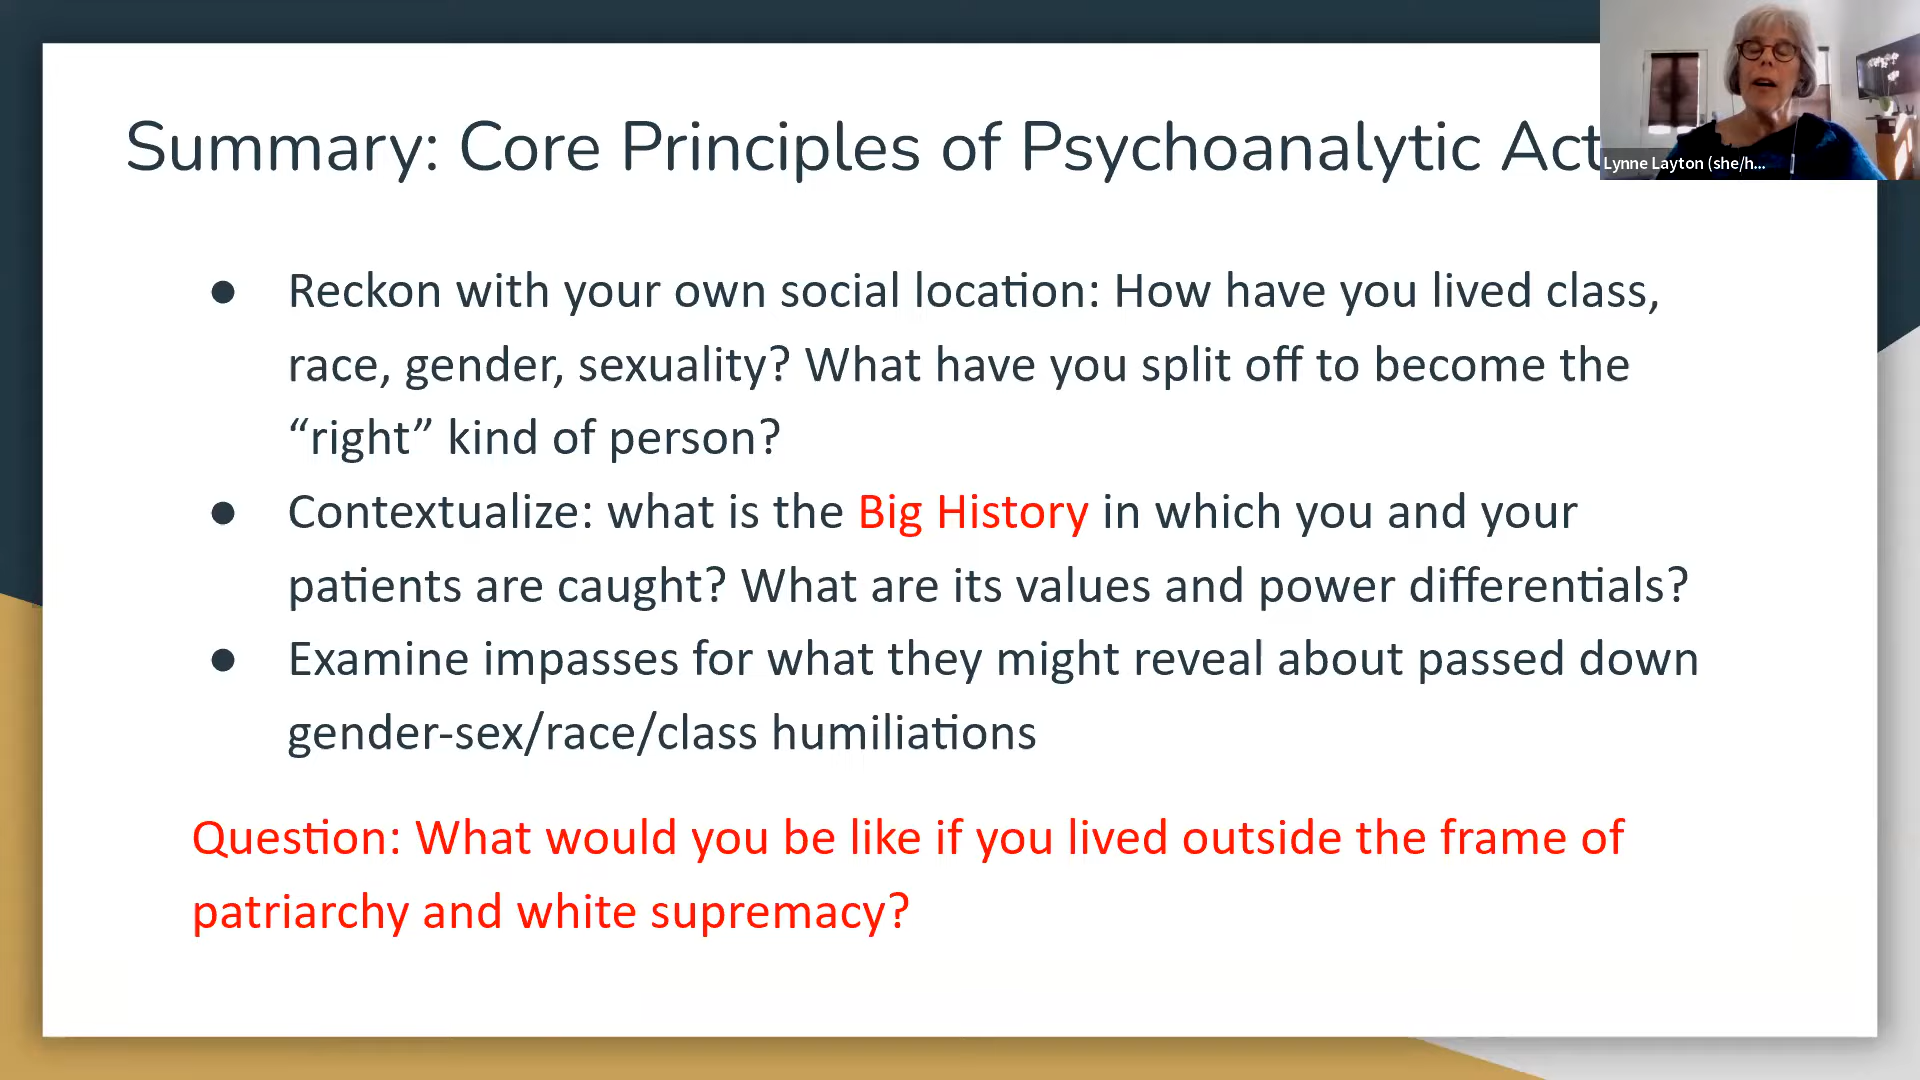 Summary: Core Principles of Psychoanalytic Act
Lynne Layton (she/h...
● Reckon with your own social location: How have you lived class,
race, gender, sexuality? What have you split off to become the
“right” kind of person?
● Contextualize: what is the Big History in which you and your
patients are caught? What are its values and power differentials?
● Examine impasses for what they might reveal about passed down
gender-sex/race/class humiliations
Question: What would you be like if you lived outside the frame of
patriarchy and white supremacy?